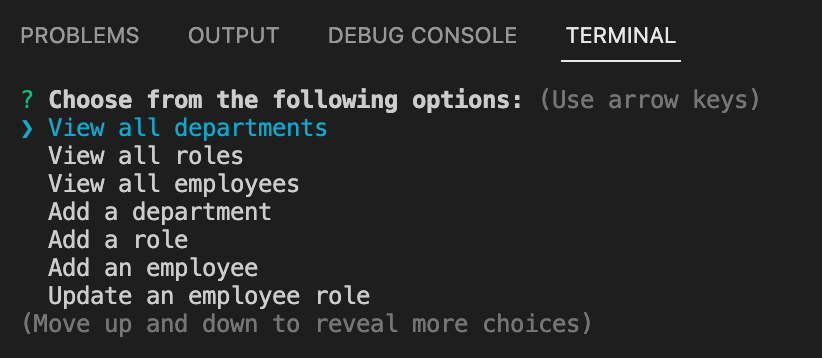 PROBLEMS OUTPUT DEBUG CONSOLE TERMINAL
? Choose from the following options: (Use arrow keys)
❯ View all departments
View all roles
View all employees
Add a department
Add a role
Add an employee
Update an employee role
(Move up and down to reveal more choices)